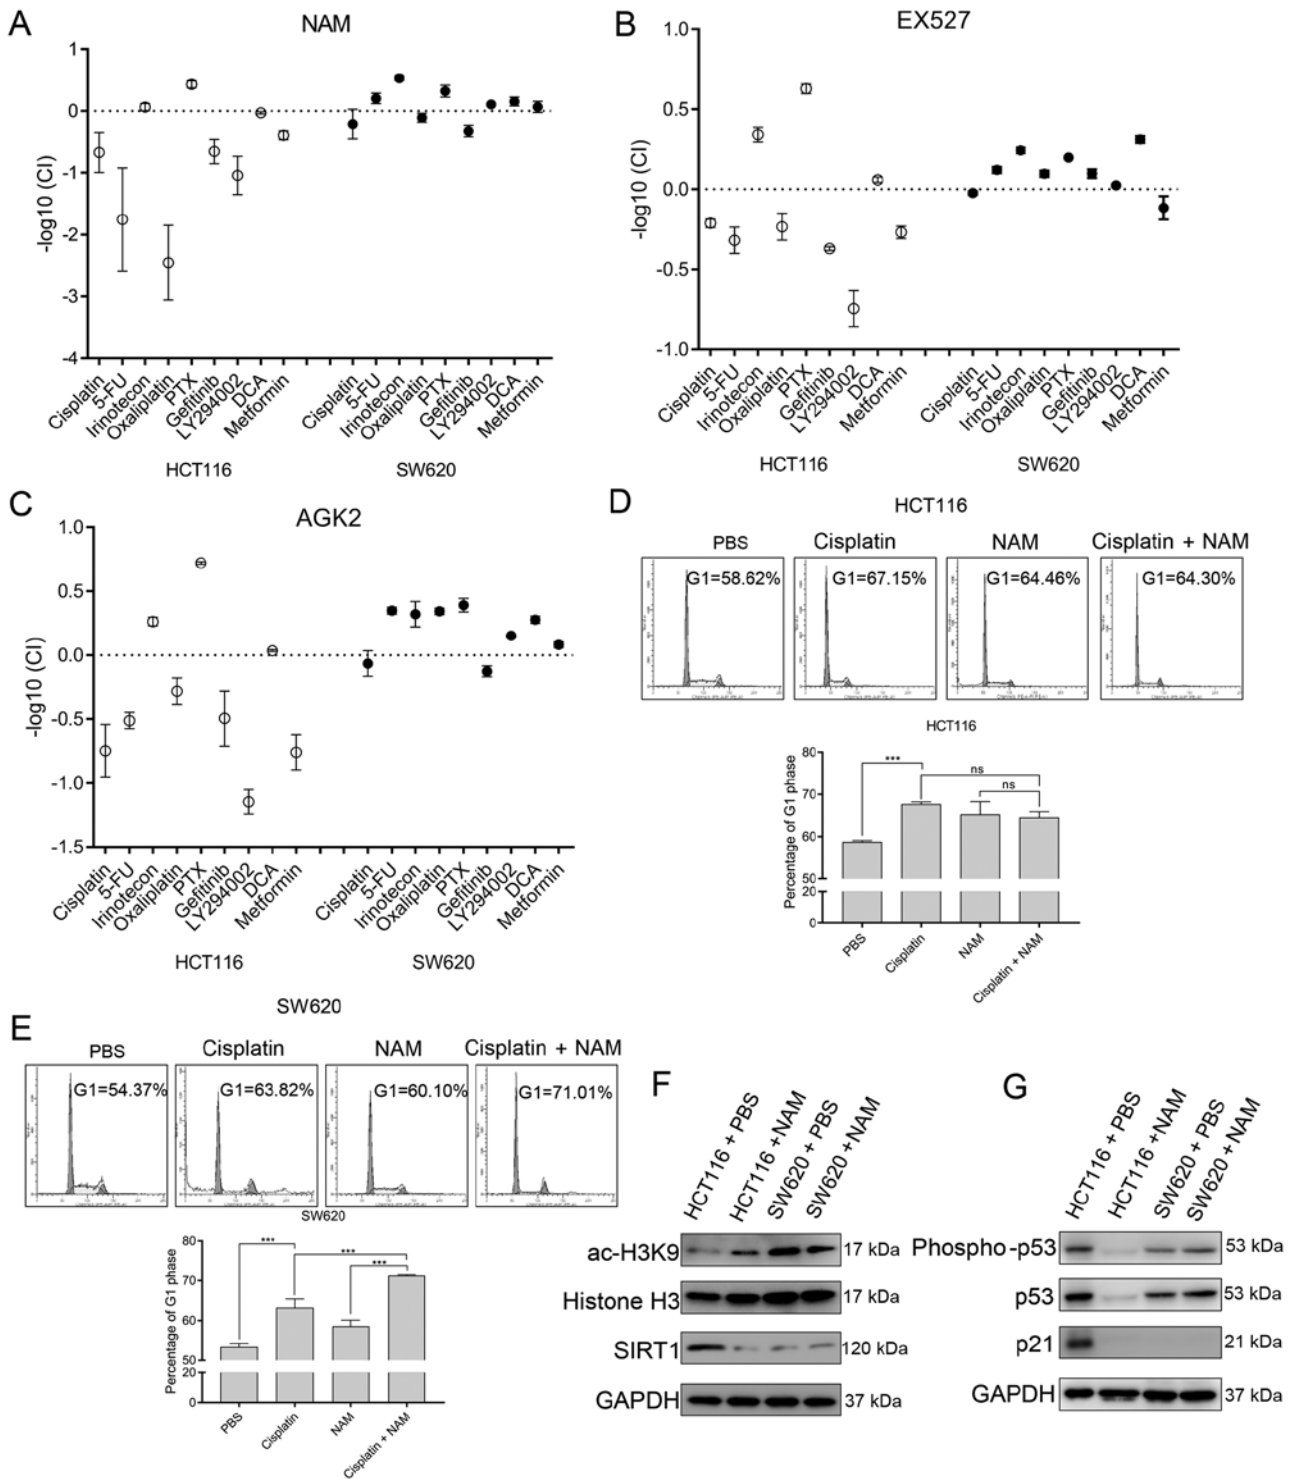 A
NAM
-log10 (CI)
1
0
-1
-2
-3
-4
Cisplatin
5-FU
Irinotecon
Oxaliplatin
PTX
Gefitinib
LY294002
DCA
Metformin
Cisplatin
5-FU
Irinotecon
Oxaliplatin
PTX
Gefitinib
LY294002
DCA
Metformin
HCT116
SW620
B
EX527
-log10 (CI)
1.0
0.5
0.0
-0.5
-1.0
Cisplatin
5-FU
Irinotecon
Oxaliplatin
PTX
Gefitinib
LY294002
DCA
Metformin
Cisplatin
5-FU
Irinotecon
Oxaliplatin
PTX
Gefitinib
LY294002
DCA
Metformin
HCT116
SW620
C
AGK2
-log10 (CI)
1.0
0.5
0.0
-0.5
-1.0
-1.5
Cisplatin
5-FU
Irinotecon
Oxaliplatin
PTX
Gefitinib
LY294002
DCA
Metformin
Cisplatin
5-FU
Irinotecon
Oxaliplatin
PTX
Gefitinib
LY294002
DCA
Metformin
HCT116
SW620
D
HCT116
PBS
Cisplatin
NAM
Cisplatin + NAM
G1=58.62%
G1=67.15%
G1=64.46%
G1=64.30%
HCT116
Percentage of G1 phase
80
70
60
50
20
0
***
ns
ns
PBS
Cisplatin
NAM
Cisplatin + NAM
E
SW620
PBS
Cisplatin
NAM
Cisplatin + NAM
G1=54.37%
G1=63.82%
G1=60.10%
G1=71.01%
SW620
Percentage of G1 phase
80
70
60
50
20
0
***
***
***
PBS
Cisplatin
NAM
Cisplatin + NAM
F
HCT116 + PBS
HCT116 +NAM
SW620 + PBS
SW620 +NAM
ac-H3K9 17 kDa
Histone H3 17 kDa
SIRT1 120 kDa
GAPDH 37 kDa
G
HCT116 + PBS
HCT116 +NAM
SW620 + PBS
SW620 + NAM
Phospho-p53 53 kDa
p53 53 kDa
p21 21 kDa
GAPDH 37 kDa